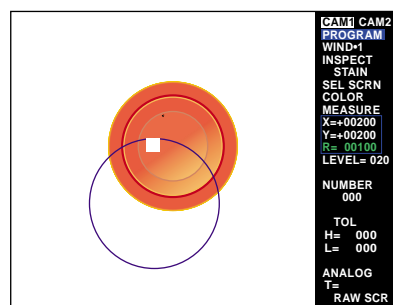 CAM1 CAM2
PROGRAM
WIND•1
INSPECT
STAIN
SEL SCRN
COLOR
MEASURE
X=+00200
Y=+00200
R= 00100
LEVEL= 020
NUMBER
000
TOL
H= 000
L= 000
ANALOG
T=
RAW SCR